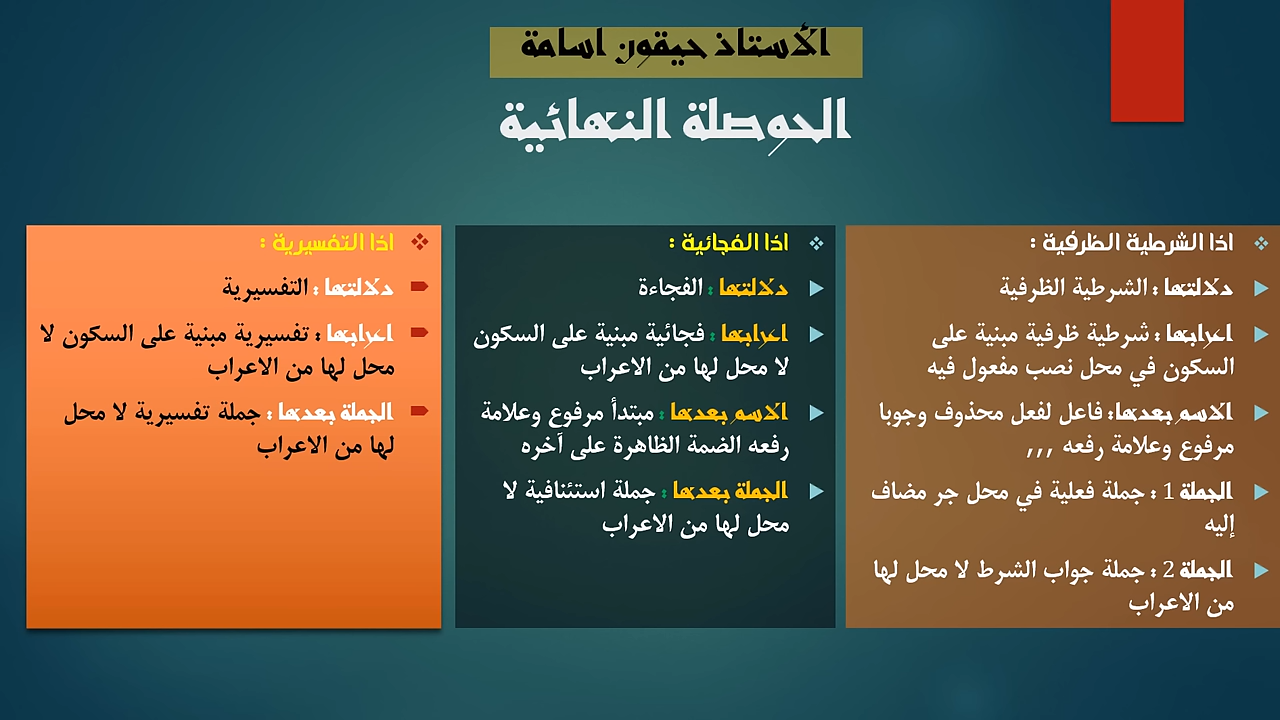 الأستاذ حيقون اسامة
الحوصلة النهائية
اذا الشرطية الظرفية :
دلالتها : الشرطية الظرفية
اعرابها : شرطية ظرفية مبنية على
السكون في محل نصب مفعول فيه
الاسم بعدها: فاعل لفعل محذوف وجوبا
مرفوع وعلامة رفعه ,,,
الجملة 1 : جملة فعلية في محل جر مضاف
إليه
الجملة 2 : جملة جواب الشرط لا محل لها
من الاعراب
اذا الفجائية :
دلالتها : الفجاءة
اعرابها : فجائية مبنية على السكون
لا محل لها من الاعراب
الاسم بعدها : مبتدأ مرفوع وعلامة
رفعه الضمة الظاهرة على آخره
الجملة بعدها : جملة استئنافية لا
محل لها من الاعراب
اذا التفسيرية :
دلالتها : التفسيرية
اعرابها : تفسيرية مبنية على السكون لا
محل لها من الاعراب
الجملة بعدها : جملة تفسيرية لا محل
لها من الاعراب